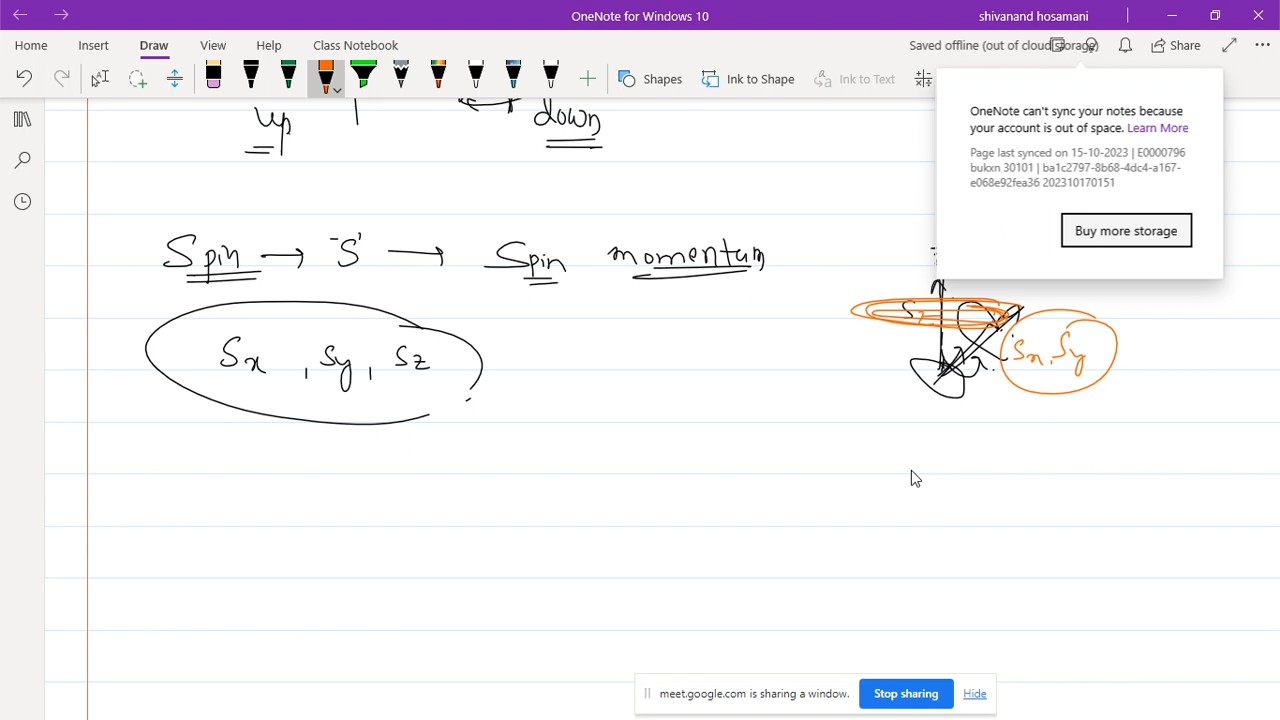 OneNote for Windows 10
shivanand hosamani
Home Insert Draw View Help Class Notebook
Saved offline (out of cloud storage)
Share
Shapes Ink to Shape Ink to Text
OneNote can't sync your notes because
your account is out of space. Learn More
Page last synced on 15-10-2023 | E0000796
bukxn 30101 | ba1c2797-8b68-4dc4-a167-
e068e92fea36 202310170151
Buy more storage
up down
Spin → 'S' → Spin momentum
Sz
Sx, Sy
Sx, Sy, Sz
meet.google.com is sharing a window. Stop sharing Hide